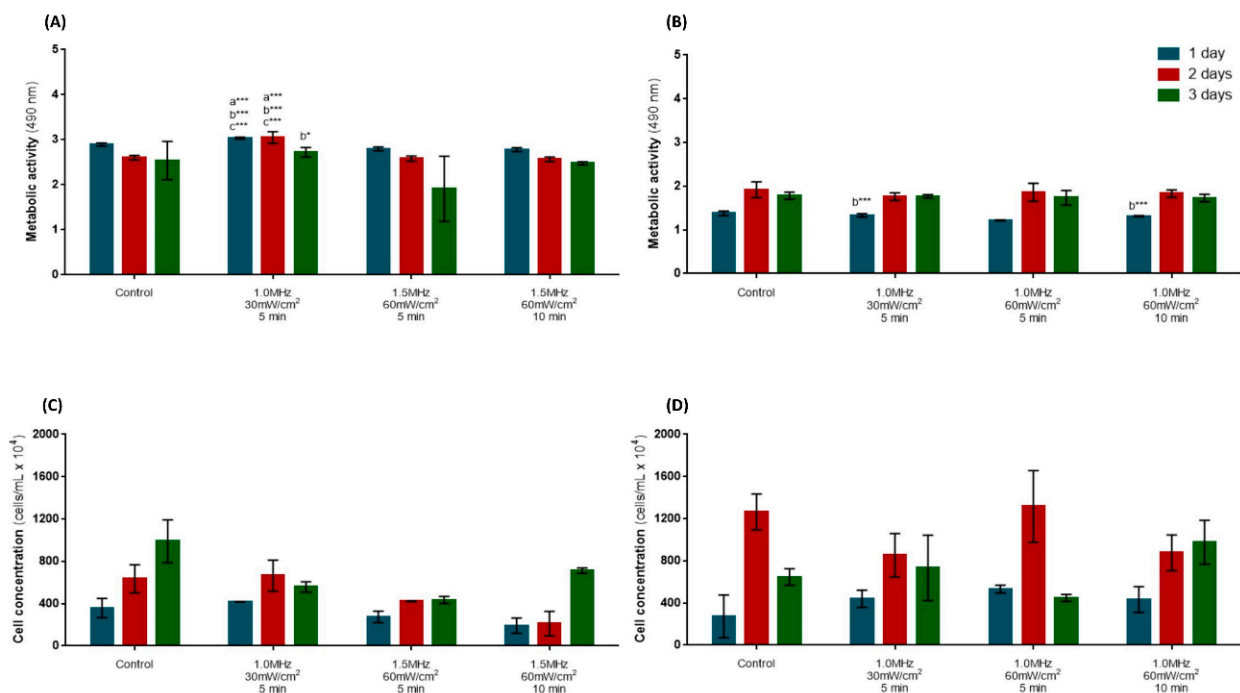 (A)
Metabolic activity (490 nm)
5
4
3
2
1
0
a***
b***
c***
a***
b***
c***
b*
Control
1.0MHz
30mW/cm²
5 min
1.5MHz
60mW/cm²
5 min
1.5MHz
60mW/cm²
10 min
(B)
Metabolic activity (490 nm)
5
4
3
2
1
0
b***
b***
1 day
2 days
3 days
Control
1.0MHz
30mW/cm²
5 min
1.0MHz
60mW/cm²
5 min
1.0MHz
60mW/cm²
10 min
(C)
Cell concentration (cells/mL x 10⁴)
2000
1600
1200
800
400
0
Control
1.0MHz
30mW/cm²
5 min
1.5MHz
60mW/cm²
5 min
1.5MHz
60mW/cm²
10 min
(D)
Cell concentration (cells/mL x 10⁴)
2000
1600
1200
800
400
0
Control
1.0MHz
30mW/cm²
5 min
1.0MHz
60mW/cm²
5 min
1.0MHz
60mW/cm²
10 min